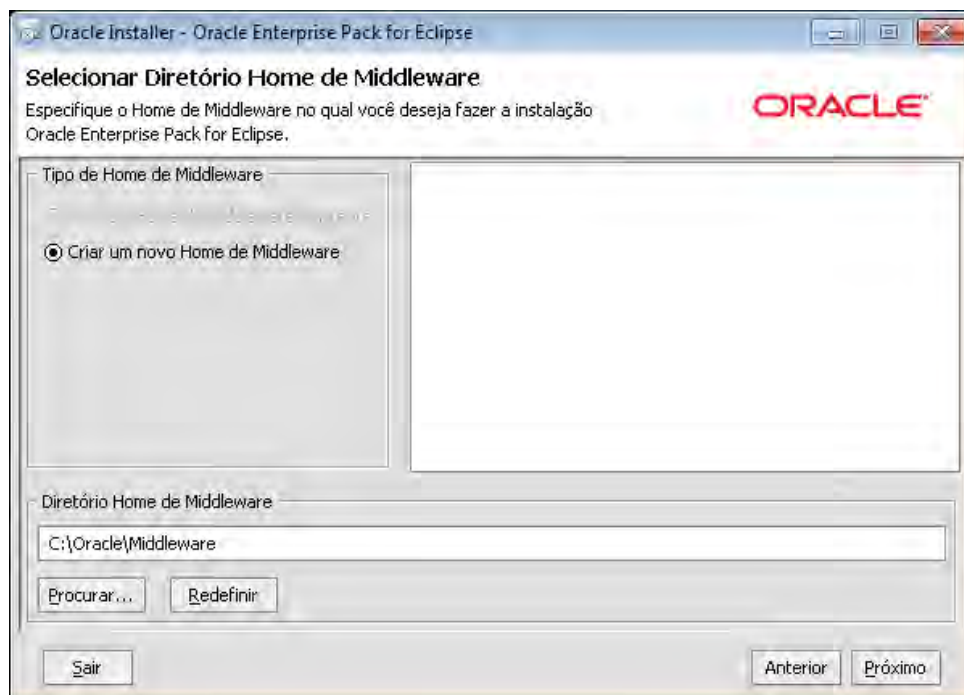 Oracle Installer - Oracle Enterprise Pack for Eclipse
Selecionar Diretório Home de Middleware
Especifique o Home de Middleware no qual você deseja fazer a instalação
Oracle Enterprise Pack for Eclipse.
ORACLE
Tipo de Home de Middleware
Criar um novo Home de Middleware
Diretório Home de Middleware
C:\Oracle\Middleware
Procurar...
Redefinir
Sair
Anterior
Próximo